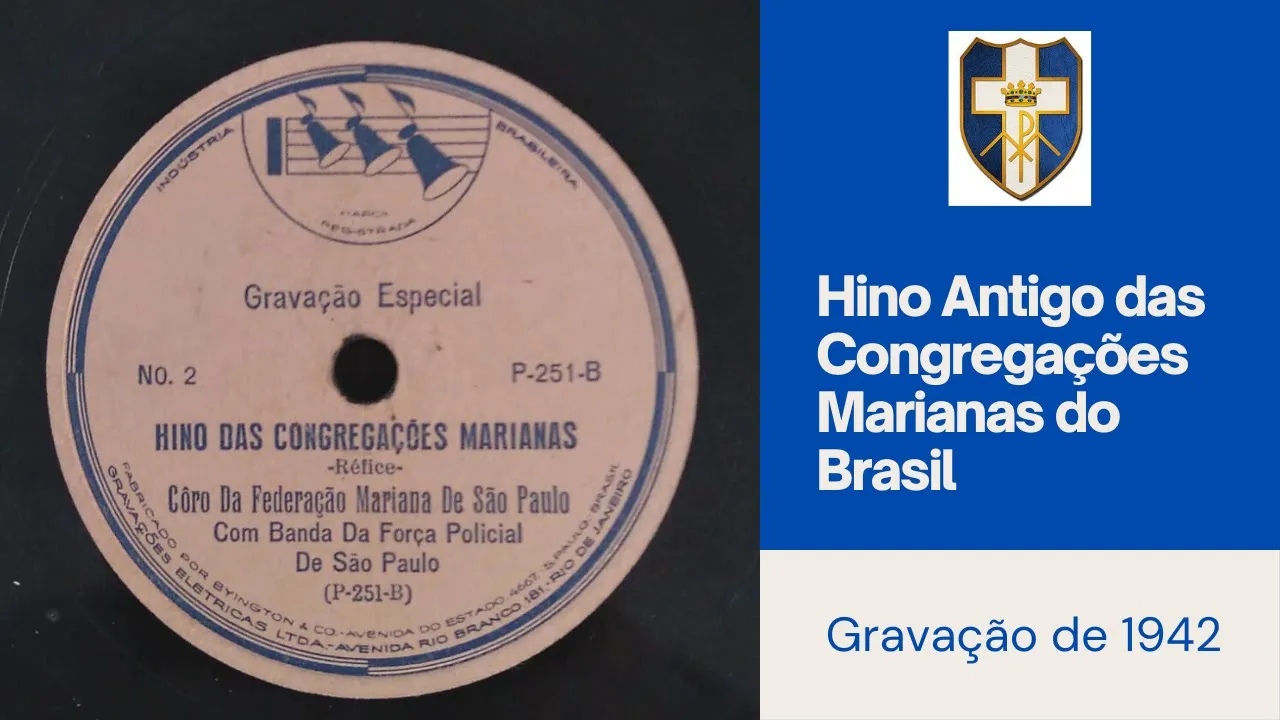 INDÚSTRIA BRASILEIRA
MARCA
REGISTRADA
Gravação Especial
No. 2 P-251-B
HINO DAS CONGREGAÇÕES MARIANAS
-Réfice-
Côro Da Federação Mariana De São Paulo
Com Banda Da Força Policial
De São Paulo
(P-251-B)
FABRICADO POR BYINGTON & CO.-AVENIDA DO ESTADO, 4667, S.PAULO-BRASIL
GRAVAÇÕES ELETRICAS LTDA.-AVENIDA RIO BRANCO 181-RIO DE JANEIRO
Hino Antigo das
Congregações
Marianas do
Brasil
Gravação de 1942